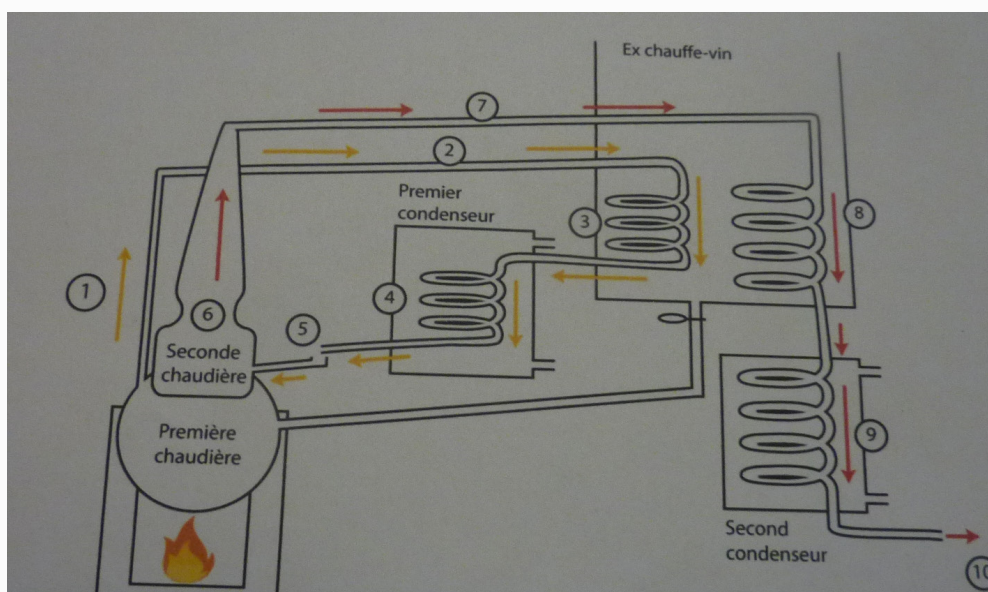 Ex chauffe-vin
7
2
Premier
condenseur
3
8
1
4
6
5
Seconde
chaudière
Première
chaudière
9
Second
condenseur
10